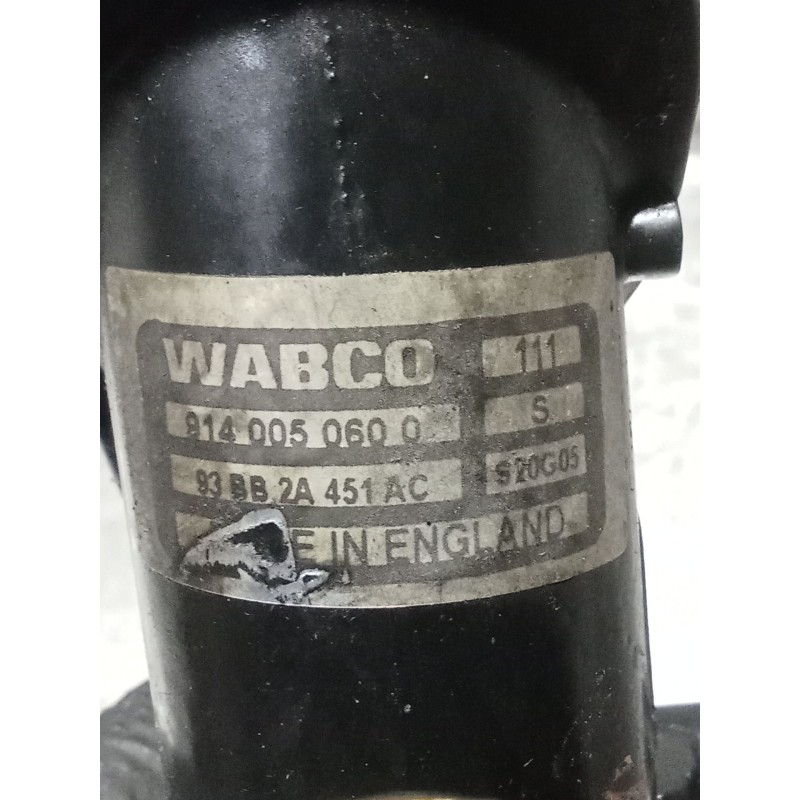 WABCO 111
914 005 060 0 S
93 BB 2A 451 AC S20G05
E IN ENGLAND